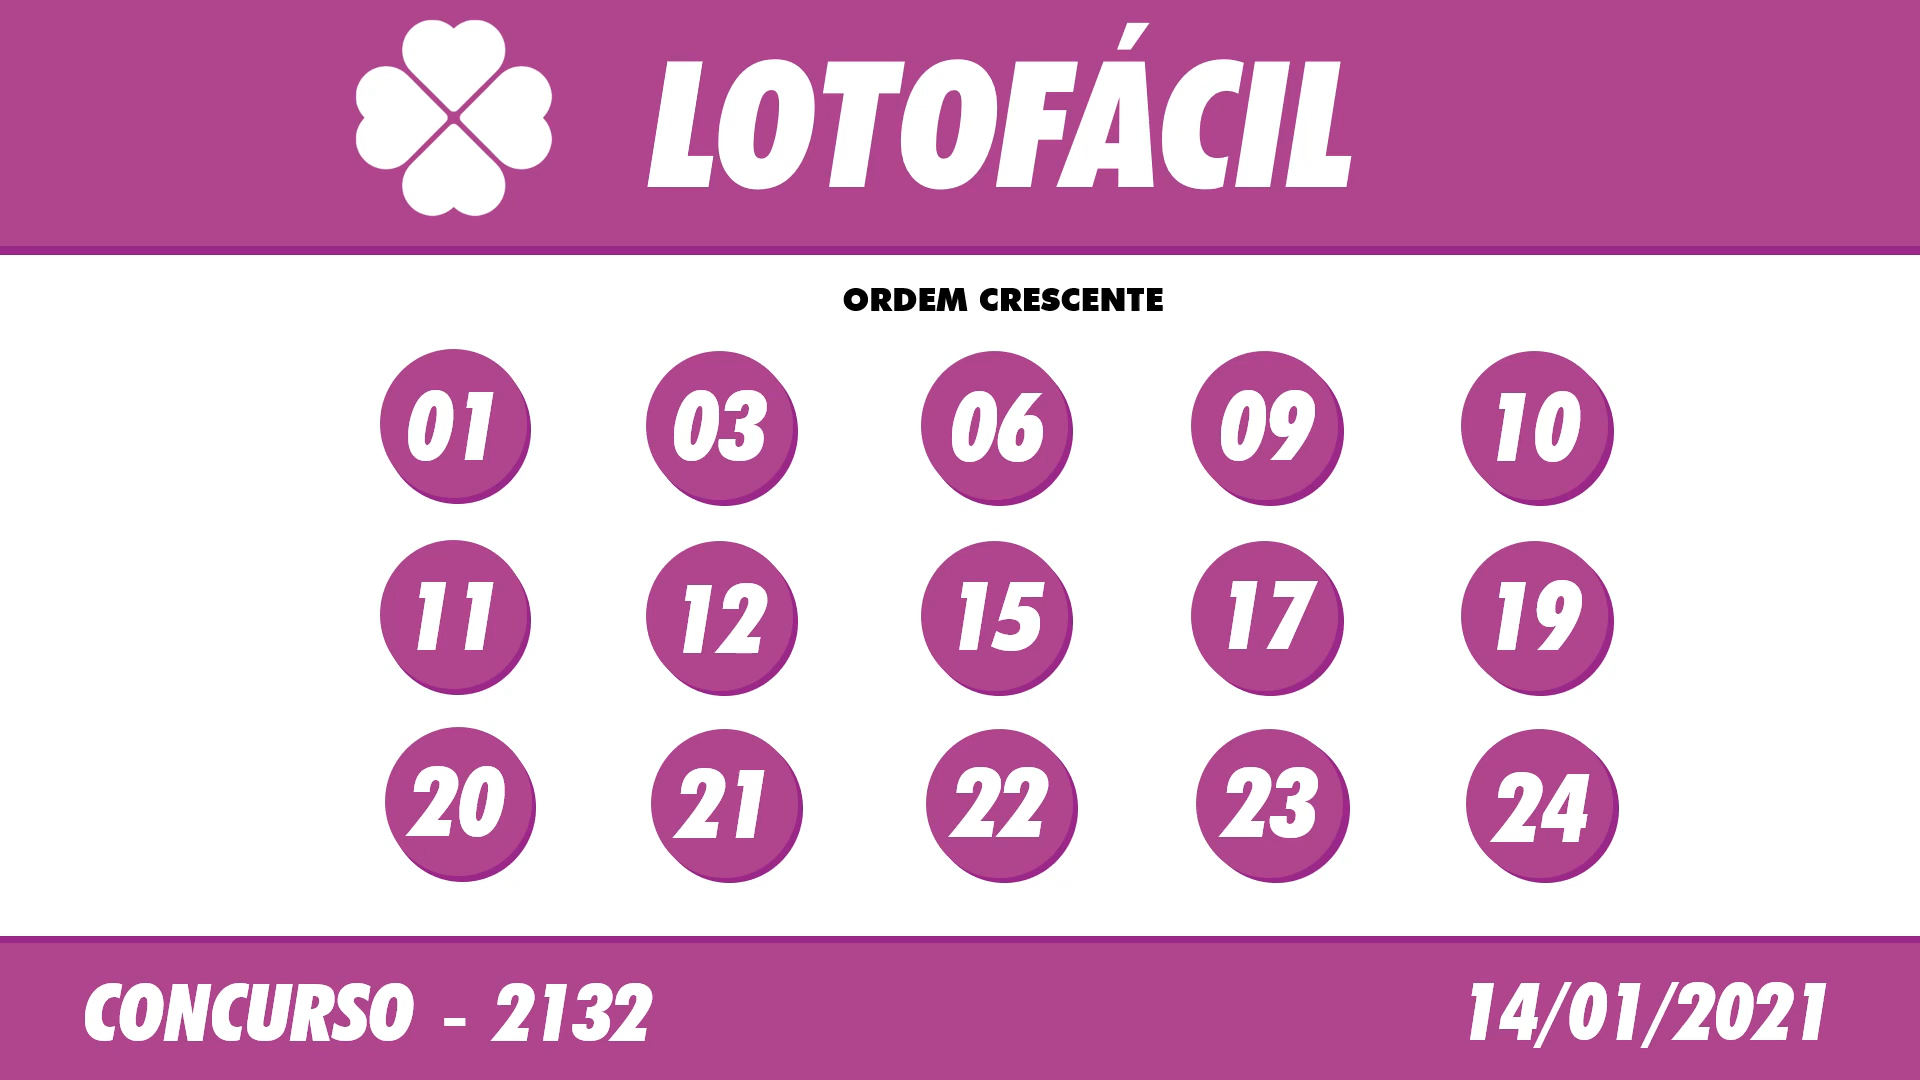 LOTOFÁCIL
ORDEM CRESCENTE
01 03 06 09 10
11 12 15 17 19
20 21 22 23 24
CONCURSO - 2132 14/01/2021